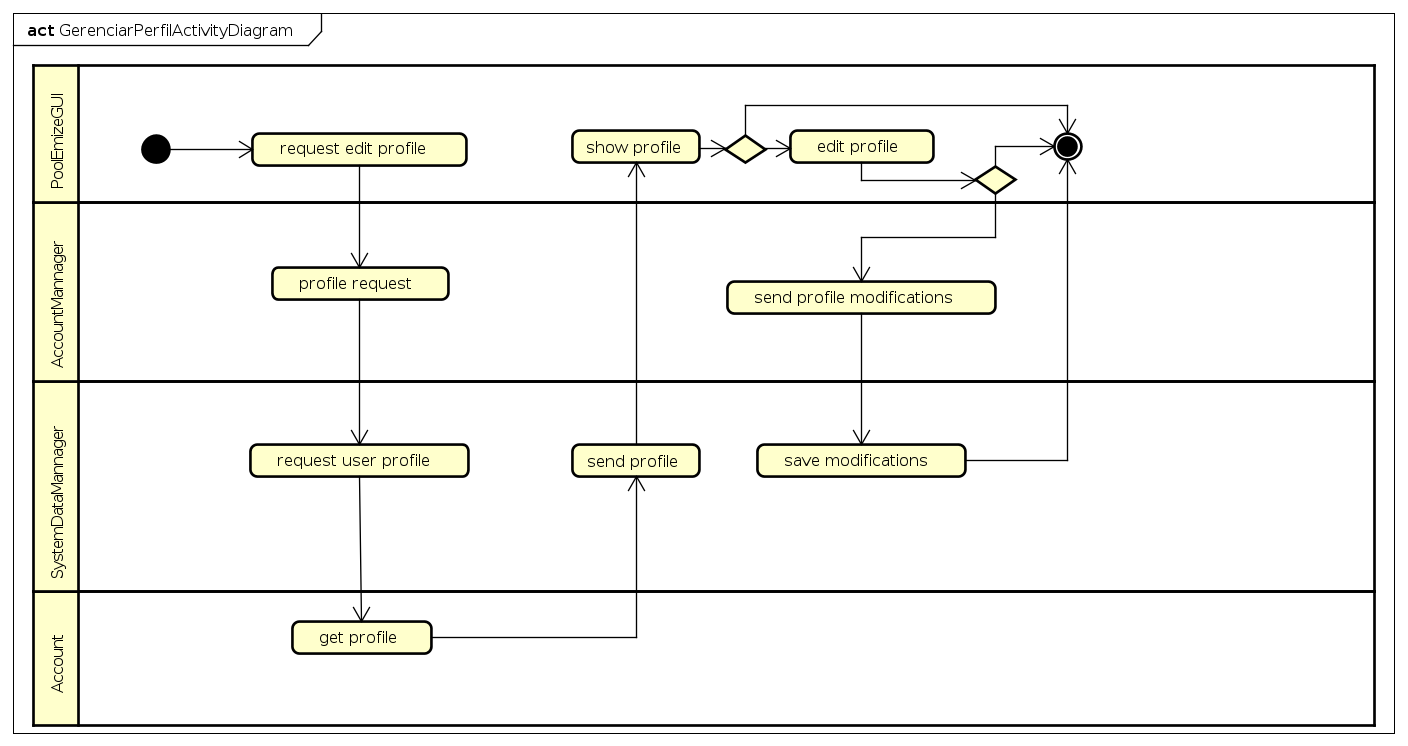 act GerenciarPerfilActivityDiagram
PoolEmizeGUI
request edit profile
show profile
edit profile
AccountMannager
profile request
send profile modifications
SystemDataMannager
request user profile
send profile
save modifications
Account
get profile